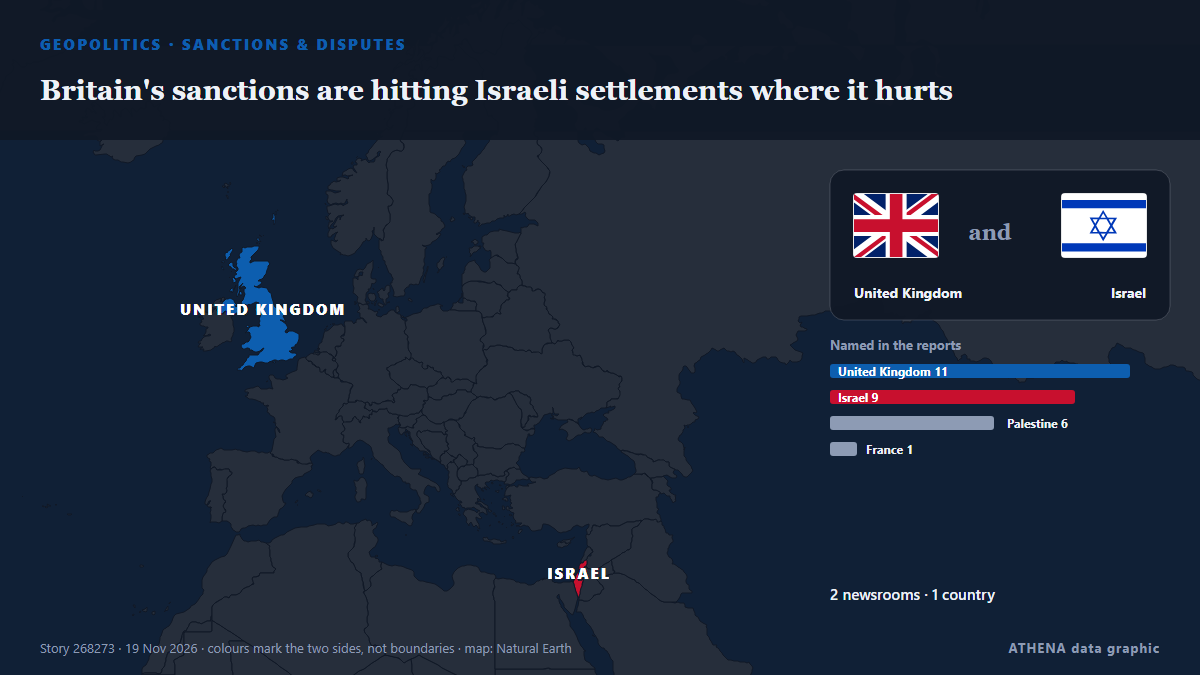 GEOPOLITICS · SANCTIONS & DISPUTES
Britain's sanctions are hitting Israeli settlements where it hurts
and
United Kingdom
Israel
UNITED KINGDOM
Named in the reports
United Kingdom 11
Israel 9
Palestine 6
France 1
ISRAEL
2 newsrooms · 1 country
Story 268273 · 19 Nov 2026 · colours mark the two sides, not boundaries · map: Natural Earth
ATHENA data graphic